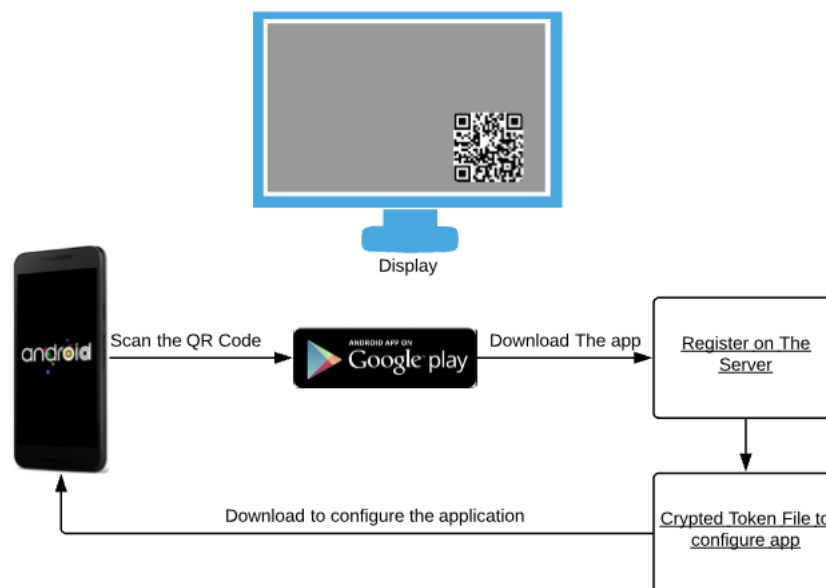 Display
android
Scan the QR Code
ANDROID APP ON
Google play
Download The app
Register on The
Server
Download to configure the application
Crypted Token File to
configure app